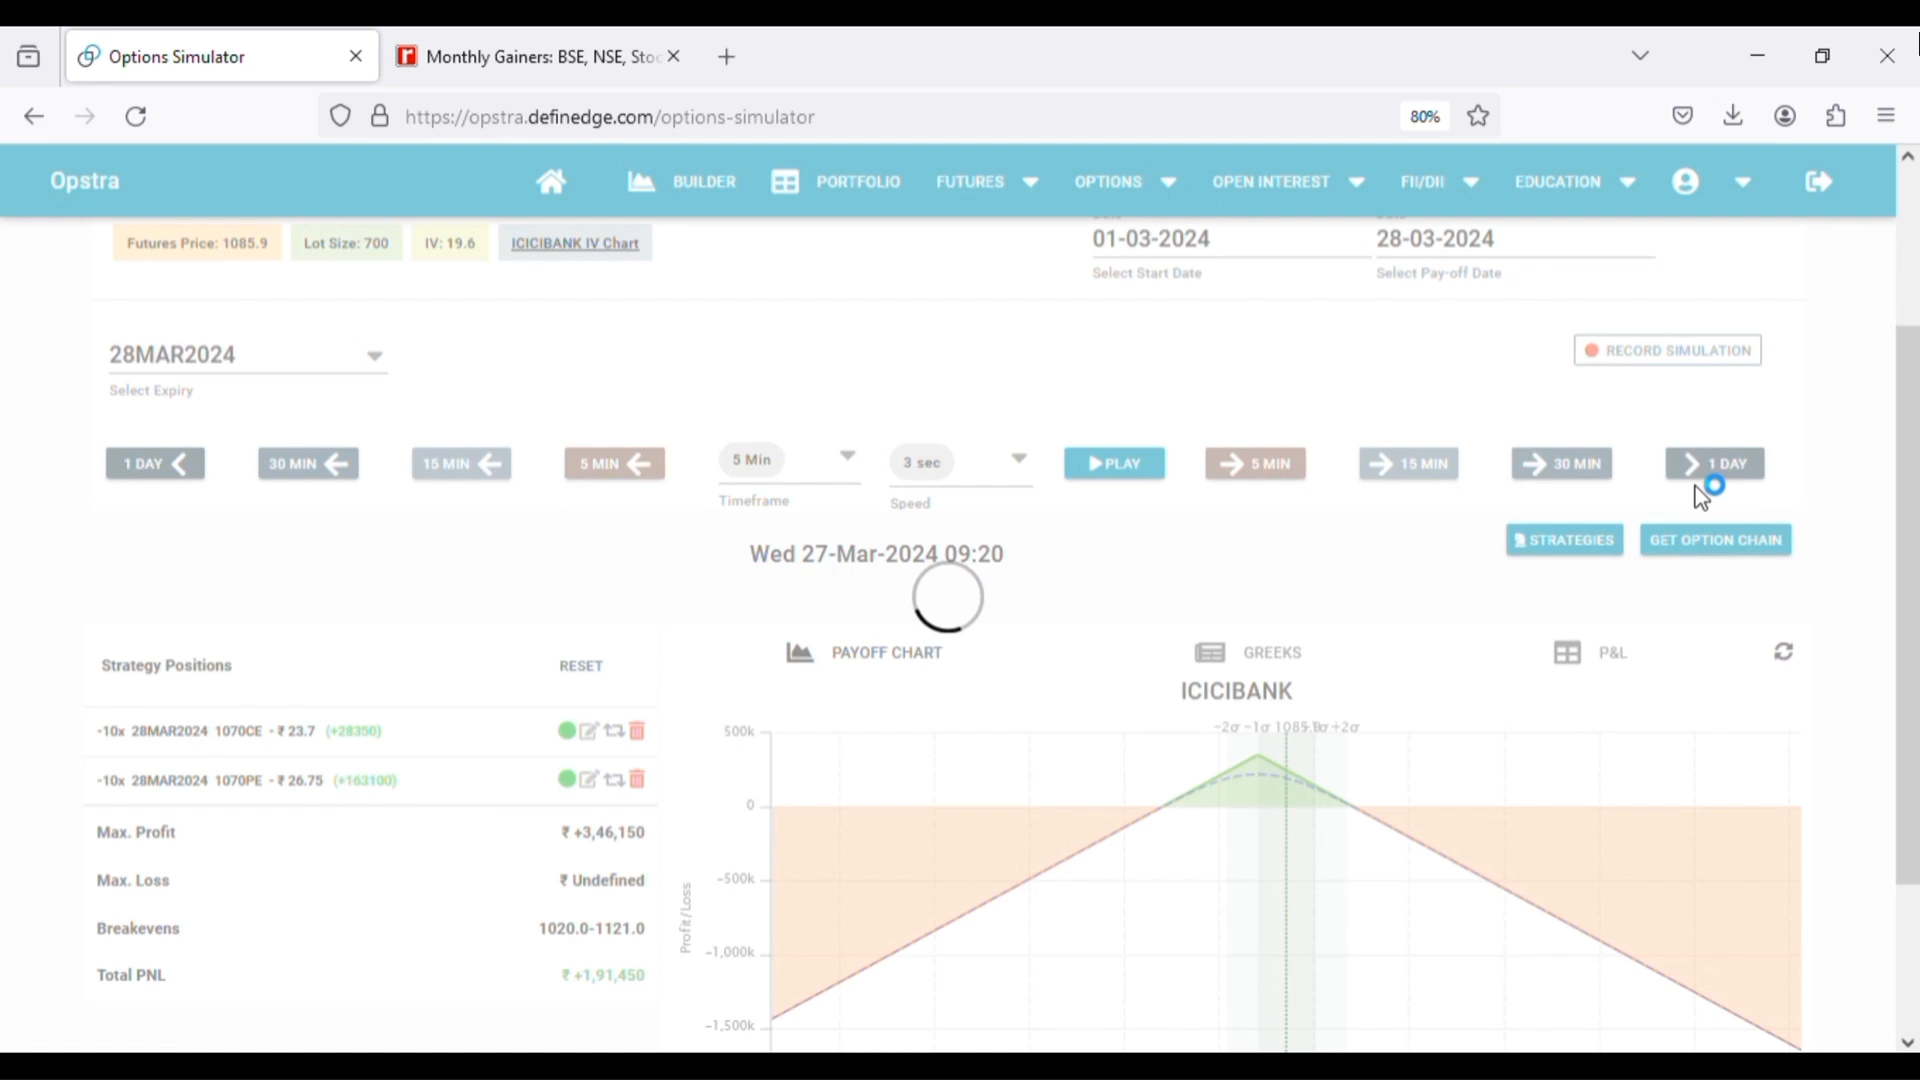 Options Simulator
Monthly Gainers: BSE, NSE, Stoc
https://opstra.definedge.com/options-simulator
80%
Opstra
BUILDER
PORTFOLIO
FUTURES
OPTIONS
OPEN INTEREST
FII/DII
EDUCATION
Futures Price: 1085.9
Lot Size: 700
IV: 19.6
ICICIBANK IV Chart
01-03-2024
28-03-2024
Select Start Date
Select Pay-off Date
28MAR2024
Select Expiry
RECORD SIMULATION
1 DAY
30 MIN
15 MIN
5 MIN
5 Min
Timeframe
3 sec
Speed
PLAY
5 MIN
15 MIN
30 MIN
1 DAY
Wed 27-Mar-2024 09:20
STRATEGIES
GET OPTION CHAIN
Strategy Positions
RESET
-10x 28MAR2024 1070CE - ₹ 23.7 (+28350)
-10x 28MAR2024 1070PE - ₹ 26.75 (+163100)
Max. Profit
₹ +3,46,150
Max. Loss
₹ Undefined
Breakevens
1020.0-1121.0
Total PNL
₹ +1,91,450
PAYOFF CHART
GREEKS
P&L
ICICIBANK
-2σ -1σ
+2σ
500k
0
-500k
-1,000k
-1,500k
Profit/Loss